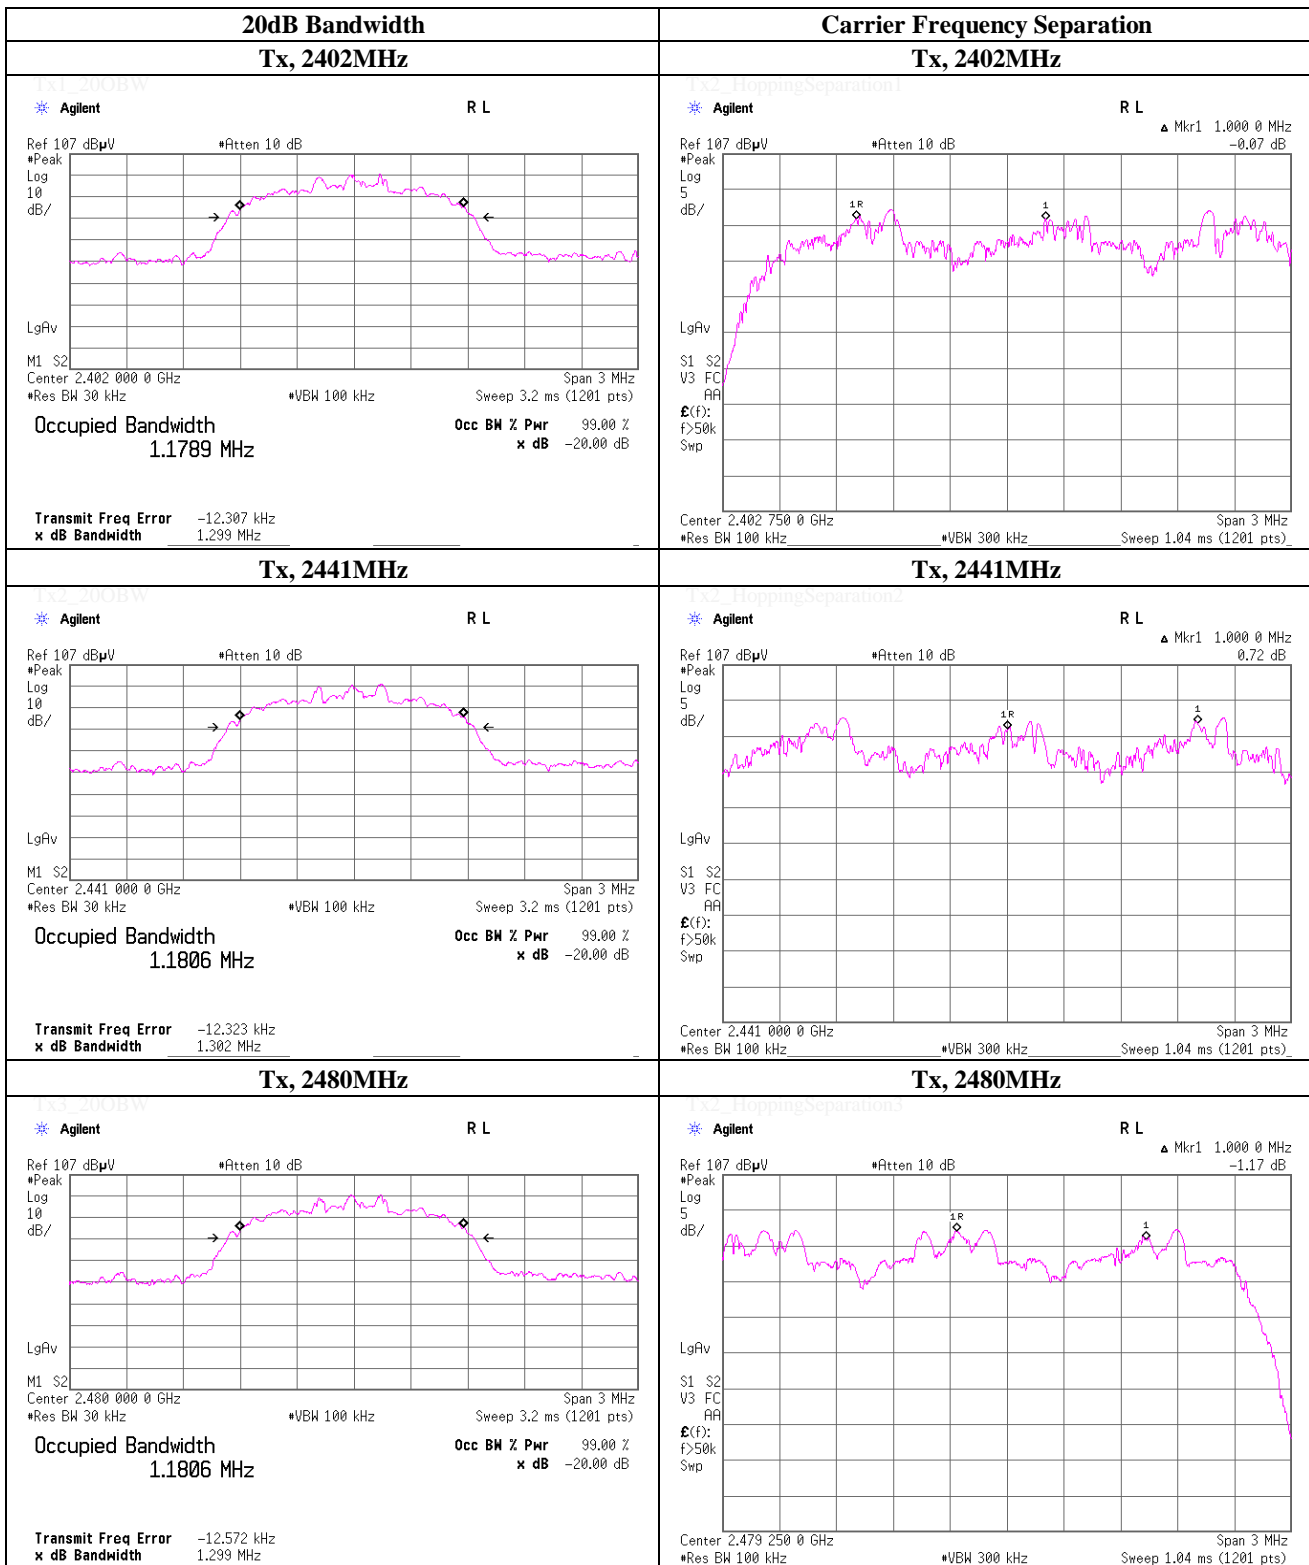 20dB Bandwidth
Carrier Frequency Separation
Tx, 2402MHz
Tx, 2402MHz
Tx1_20OBW
Agilent
R L
Ref 107 dBµV
#Atten 10 dB
#Peak
Log
10
dB/
LgAv
M1 S2
Center 2.402 000 0 GHz
Span 3 MHz
#Res BW 30 kHz
#VBW 100 kHz
Sweep 3.2 ms (1201 pts)
Occupied Bandwidth
1.1789 MHz
Occ BW % Pwr 99.00 %
x dB -20.00 dB
Transmit Freq Error -12.307 kHz
x dB Bandwidth 1.299 MHz
Tx2_HoppingSeparation1
Agilent
R L
Δ Mkr1 1.000 0 MHz
Ref 107 dBµV
#Atten 10 dB
-0.07 dB
#Peak
Log
5
dB/
1R
1
LgAv
S1 S2
V3 FC
AA
£(f):
f>50k
Swp
Center 2.402 750 0 GHz
Span 3 MHz
#Res BW 100 kHz
#VBW 300 kHz
Sweep 1.04 ms (1201 pts)
Tx, 2441MHz
Tx, 2441MHz
Tx2_20OBW
Agilent
R L
Ref 107 dBµV
#Atten 10 dB
#Peak
Log
10
dB/
LgAv
M1 S2
Center 2.441 000 0 GHz
Span 3 MHz
#Res BW 30 kHz
#VBW 100 kHz
Sweep 3.2 ms (1201 pts)
Occupied Bandwidth
1.1806 MHz
Occ BW % Pwr 99.00 %
x dB -20.00 dB
Transmit Freq Error -12.323 kHz
x dB Bandwidth 1.302 MHz
Tx2_HoppingSeparation2
Agilent
R L
Δ Mkr1 1.000 0 MHz
Ref 107 dBµV
#Atten 10 dB
0.72 dB
#Peak
Log
5
dB/
1R
1
LgAv
S1 S2
V3 FC
AA
£(f):
f>50k
Swp
Center 2.441 000 0 GHz
Span 3 MHz
#Res BW 100 kHz
#VBW 300 kHz
Sweep 1.04 ms (1201 pts)
Tx, 2480MHz
Tx, 2480MHz
Tx3_20OBW
Agilent
R L
Ref 107 dBµV
#Atten 10 dB
#Peak
Log
10
dB/
LgAv
M1 S2
Center 2.480 000 0 GHz
Span 3 MHz
#Res BW 30 kHz
#VBW 100 kHz
Sweep 3.2 ms (1201 pts)
Occupied Bandwidth
1.1806 MHz
Occ BW % Pwr 99.00 %
x dB -20.00 dB
Transmit Freq Error -12.572 kHz
x dB Bandwidth 1.299 MHz
Tx2_HoppingSeparation3
Agilent
R L
Δ Mkr1 1.000 0 MHz
Ref 107 dBµV
#Atten 10 dB
-1.17 dB
#Peak
Log
5
dB/
1R
1
LgAv
S1 S2
V3 FC
AA
£(f):
f>50k
Swp
Center 2.479 250 0 GHz
Span 3 MHz
#Res BW 100 kHz
#VBW 300 kHz
Sweep 1.04 ms (1201 pts)